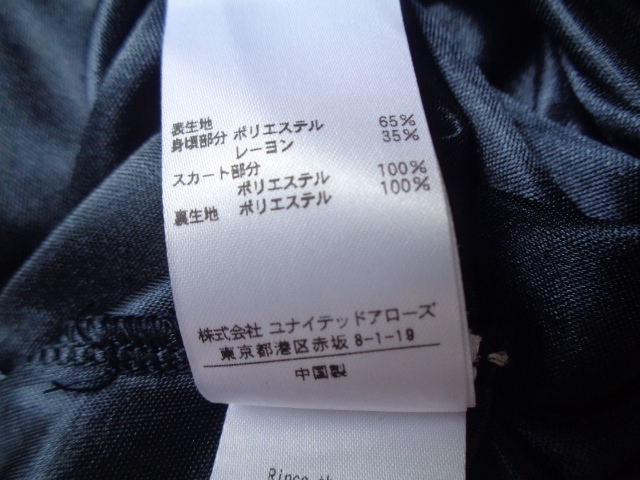 表生地
身頃部分 ポリエステル 65%
レーヨン 35%
スカート部分
ポリエステル 100%
裏生地 ポリエステル 100%
株式会社 ユナイテッドアローズ
東京都港区赤坂 8-1-19
中国製
Rinse